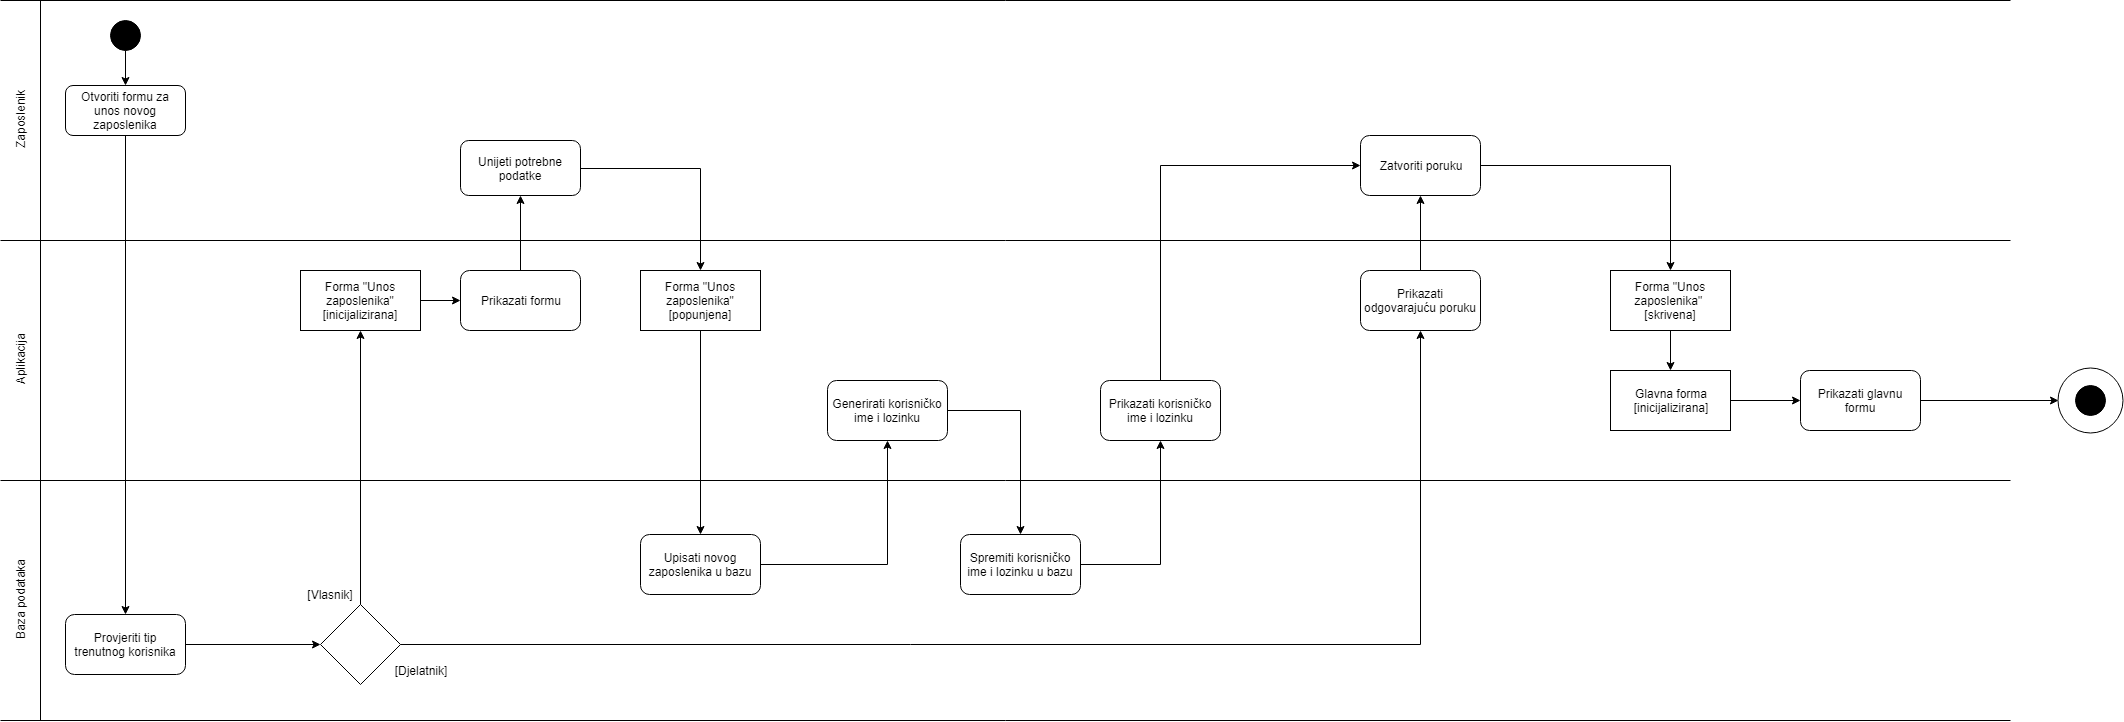 Zaposlenik
Otvoriti formu za
unos novog
zaposlenika
Unijeti potrebne
podatke
Zatvoriti poruku
Aplikacija
Forma "Unos
zaposlenika"
[inicijalizirana]
Prikazati formu
Forma "Unos
zaposlenika"
[popunjena]
Generirati korisničko
ime i lozinku
Prikazati korisničko
ime i lozinku
Prikazati
odgovarajuću poruku
Forma "Unos
zaposlenika"
[skrivena]
Glavna forma
[inicijalizirana]
Prikazati glavnu
formu
Baza podataka
Provjeriti tip
trenutnog korisnika
[Vlasnik]
[Djelatnik]
Upisati novog
zaposlenika u bazu
Spremiti korisničko
ime i lozinku u bazu